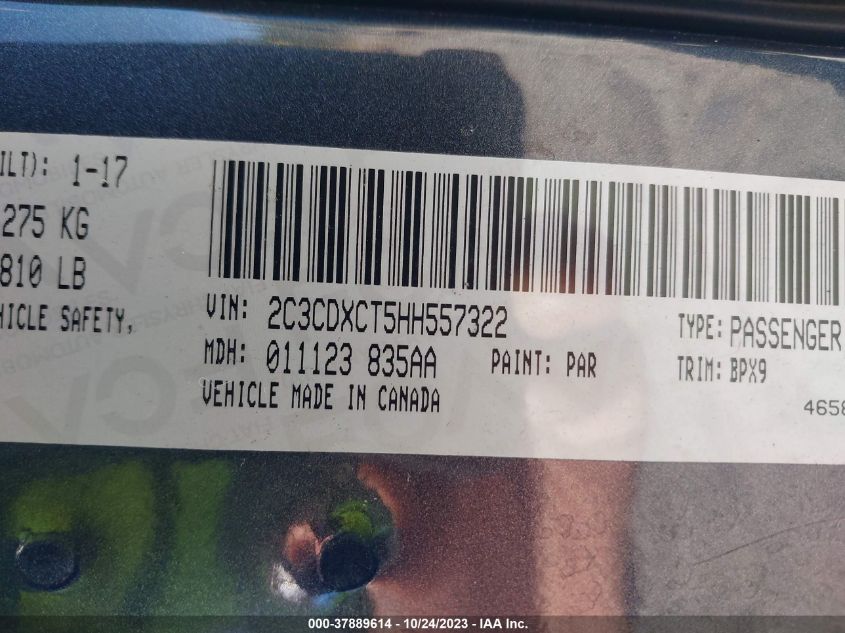 ILT): 1-17
275 KG
810 LB
HICLE SAFETY,
VIN: 2C3CDXCT5HH557322
TYPE: PASSENGER
MDH: 011123 835AA
PAINT: PAR
TRIM: BPX9
VEHICLE MADE IN CANADA
4658
000-37889614 - 10/24/2023 - IAA Inc.